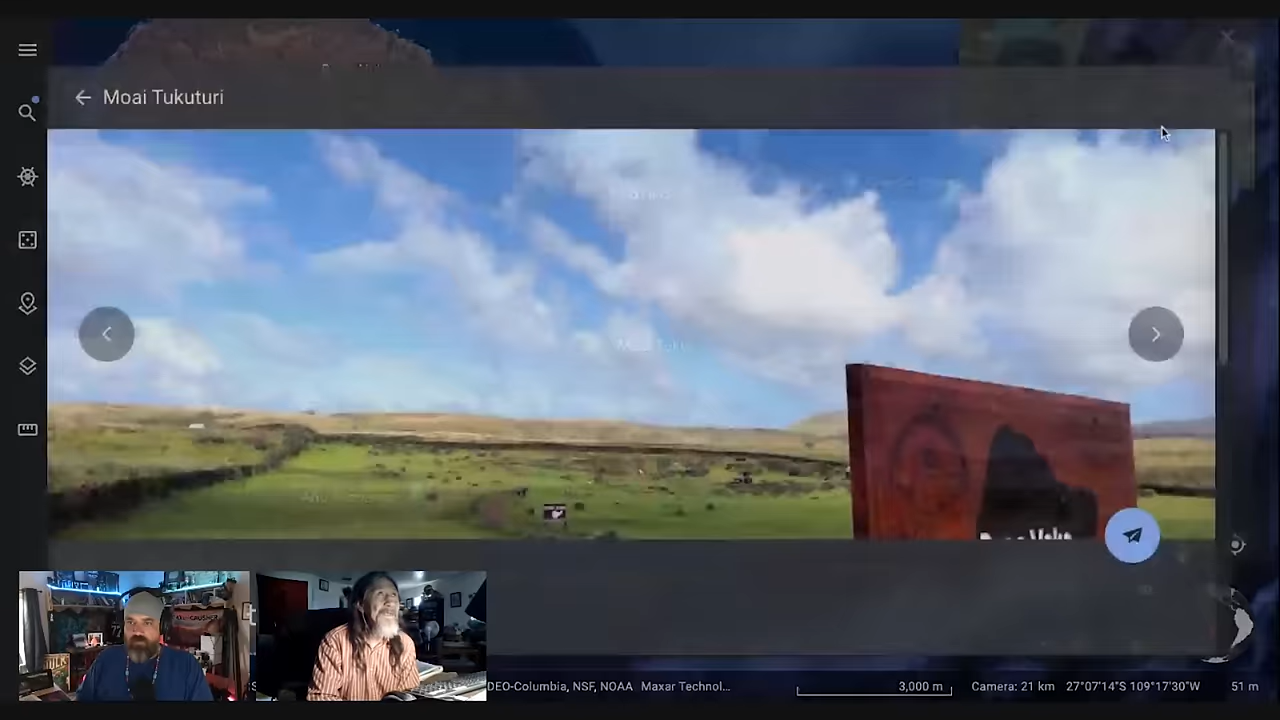 Moai Tukuturi
DEO-Columbia, NSF, NOAA Maxar Technol...
3,000 m
Camera: 21 km
27°07'14"S 109°17'30"W
51 m